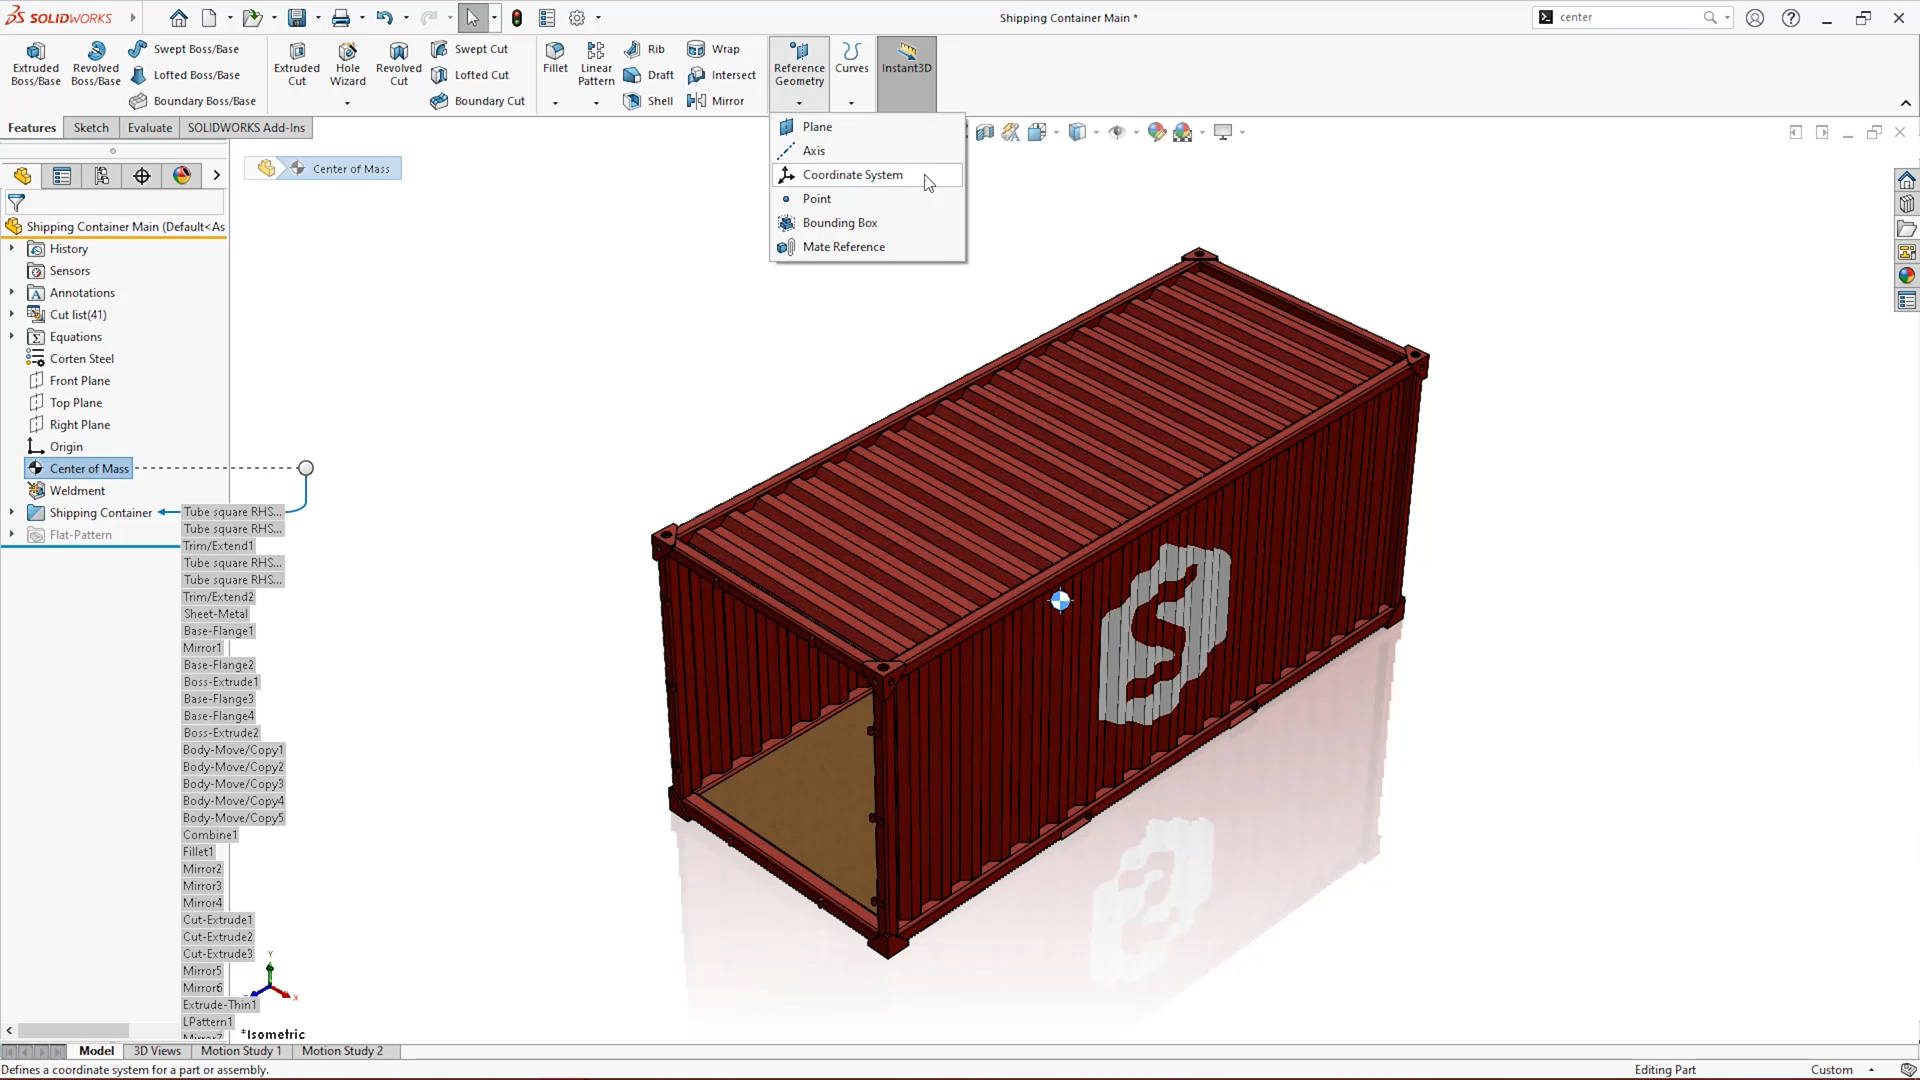 SOLIDWORKS
Shipping Container Main *
center
Extruded Boss/Base
Revolved Boss/Base
Swept Boss/Base
Lofted Boss/Base
Boundary Boss/Base
Extruded Cut
Hole Wizard
Revolved Cut
Swept Cut
Lofted Cut
Boundary Cut
Fillet
Linear Pattern
Rib
Draft
Shell
Wrap
Intersect
Mirror
Reference Geometry
Curves
Instant3D
Features
Sketch
Evaluate
SOLIDWORKS Add-Ins
Plane
Axis
Coordinate System
Point
Bounding Box
Mate Reference
Center of Mass
Shipping Container Main (Default<As
History
Sensors
Annotations
Cut list(41)
Equations
Corten Steel
Front Plane
Top Plane
Right Plane
Origin
Center of Mass
Weldment
Shipping Container
Flat-Pattern
Tube square RHS...
Tube square RHS...
Trim/Extend1
Tube square RHS...
Tube square RHS...
Trim/Extend2
Sheet-Metal
Base-Flange1
Mirror1
Base-Flange2
Boss-Extrude1
Base-Flange3
Base-Flange4
Boss-Extrude2
Body-Move/Copy1
Body-Move/Copy2
Body-Move/Copy3
Body-Move/Copy4
Body-Move/Copy5
Combine1
Fillet1
Mirror2
Mirror3
Mirror4
Cut-Extrude1
Cut-Extrude2
Cut-Extrude3
Mirror5
Mirror6
Extrude-Thin1
LPattern1
Mirror7
Y
X
*Isometric
S
Model
3D Views
Motion Study 1
Motion Study 2
Defines a coordinate system for a part or assembly.
Editing Part
Custom